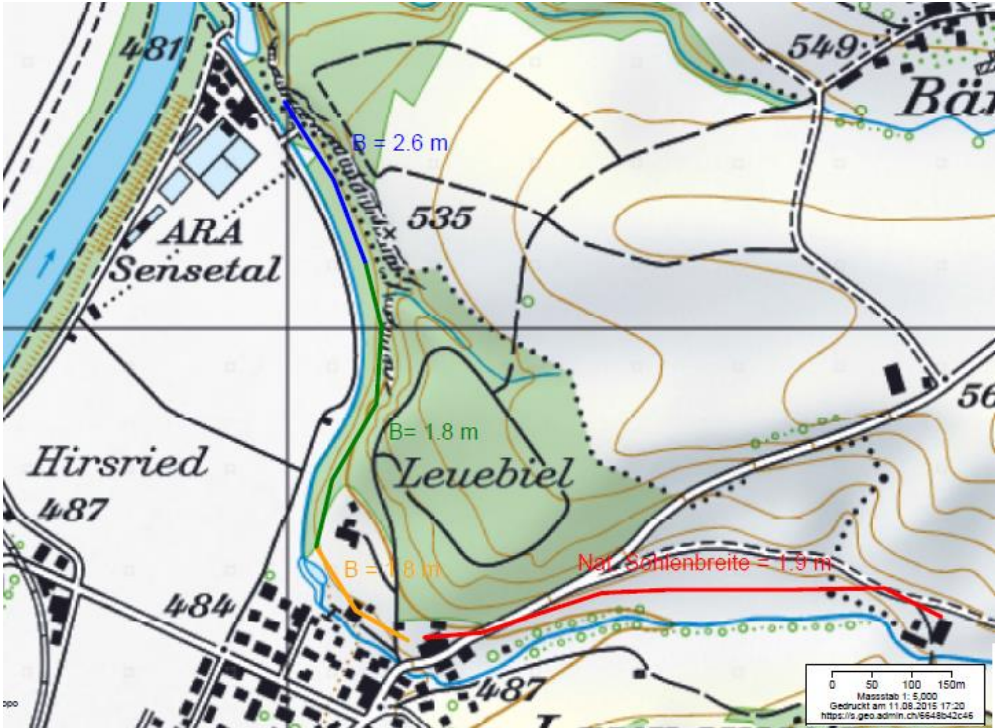 481
549
Bär
B = 2.6 m
535
ARA
Sensetal
56
B= 1.8 m
Hirsried
Leuebiel
487
Nat. Sohlenbreite = 1.9 m
B = 1.8 m
484
487
0 50 100 150m
Massstab 1: 5,000
Gedruckt am 11.08.2015 17:20
https://s.geo.admin.ch/6648b42c46